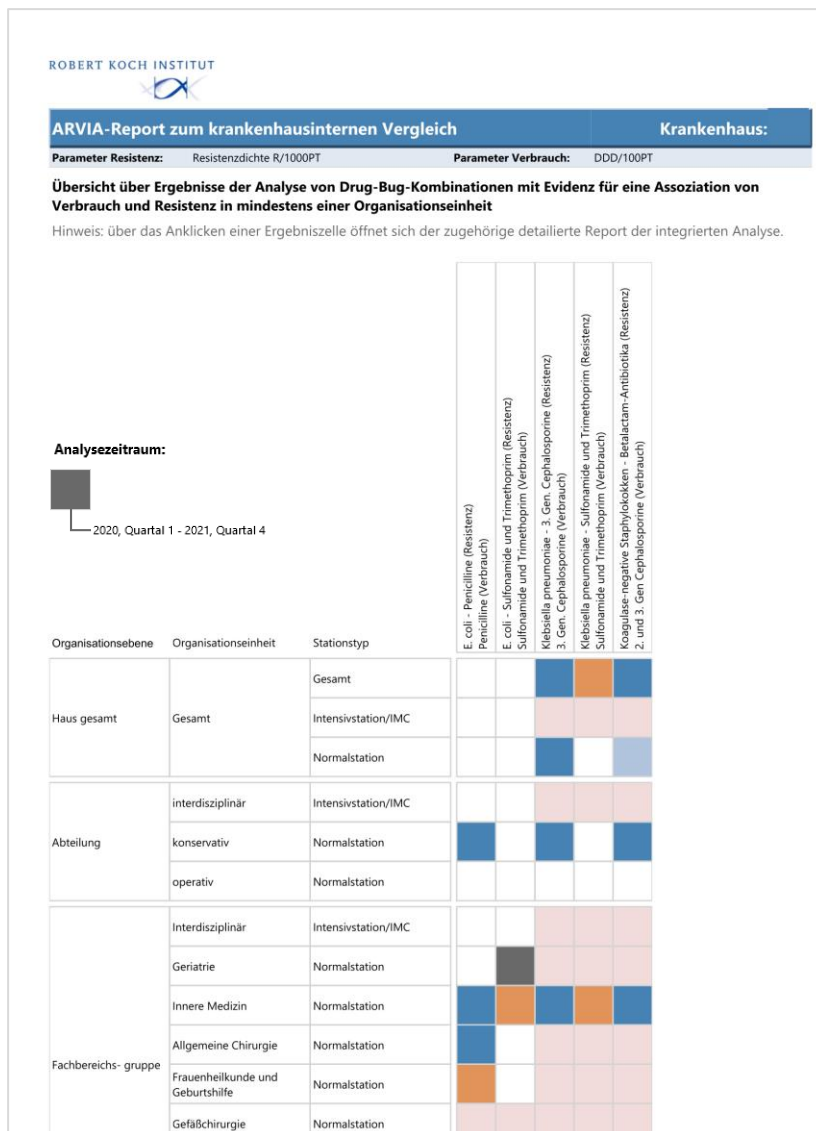 ROBERT KOCH INSTITUT
ARVIA-Report zum krankenhausinternen Vergleich Krankenhaus:
Parameter Resistenz: Resistenzdichte R/1000PT Parameter Verbrauch: DDD/100PT
Übersicht über Ergebnisse der Analyse von Drug-Bug-Kombinationen mit Evidenz für eine Assoziation von
Verbrauch und Resistenz in mindestens einer Organisationseinheit
Hinweis: über das Anklicken einer Ergebniszelle öffnet sich der zugehörige detailierte Report der integrierten Analyse.
Analysezeitraum:
2020, Quartal 1 - 2021, Quartal 4
Organisationsebene Organisationseinheit Stationstyp
E. coli - Penicilline (Resistenz)
Penicilline (Verbrauch)
E. coli - Sulfonamide und Trimethoprim (Resistenz)
Sulfonamide und Trimethoprim (Verbrauch)
Klebsiella pneumoniae - 3. Gen. Cephalosporine (Resistenz)
3. Gen. Cephalosporine (Verbrauch)
Klebsiella pneumoniae - Sulfonamide und Trimethoprim (Resistenz)
Sulfonamide und Trimethoprim (Verbrauch)
Koagulase-negative Staphylokokken - Betalactam-Antibiotika (Resistenz)
2. und 3. Gen Cephalosporine (Verbrauch)
Gesamt
Haus gesamt Gesamt Intensivstation/IMC
Normalstation
interdisziplinär Intensivstation/IMC
Abteilung konservativ Normalstation
operativ Normalstation
Interdisziplinär Intensivstation/IMC
Geriatrie Normalstation
Innere Medizin Normalstation
Allgemeine Chirurgie Normalstation
Fachbereichs- gruppe
Frauenheilkunde und
Geburtshilfe Normalstation
Gefäßchirurgie Normalstation